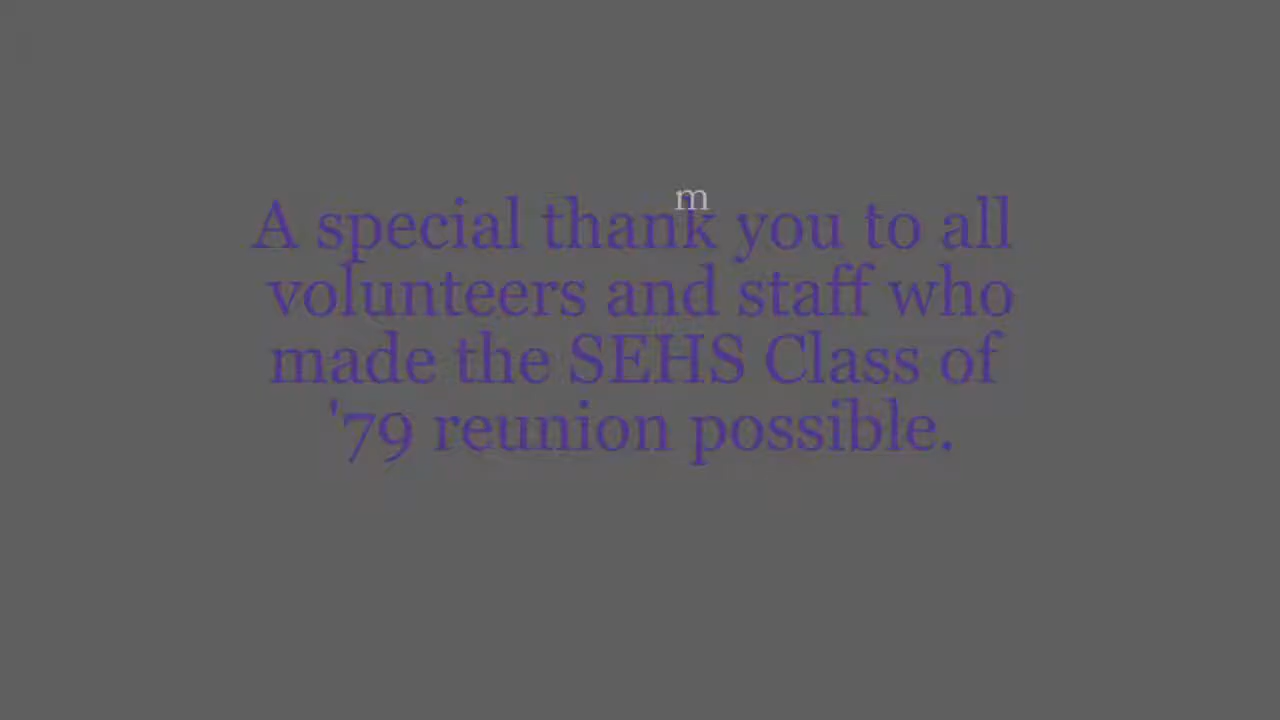 m
A special thank you to all
volunteers and staff who
made the SEHS Class of
'79 reunion possible.